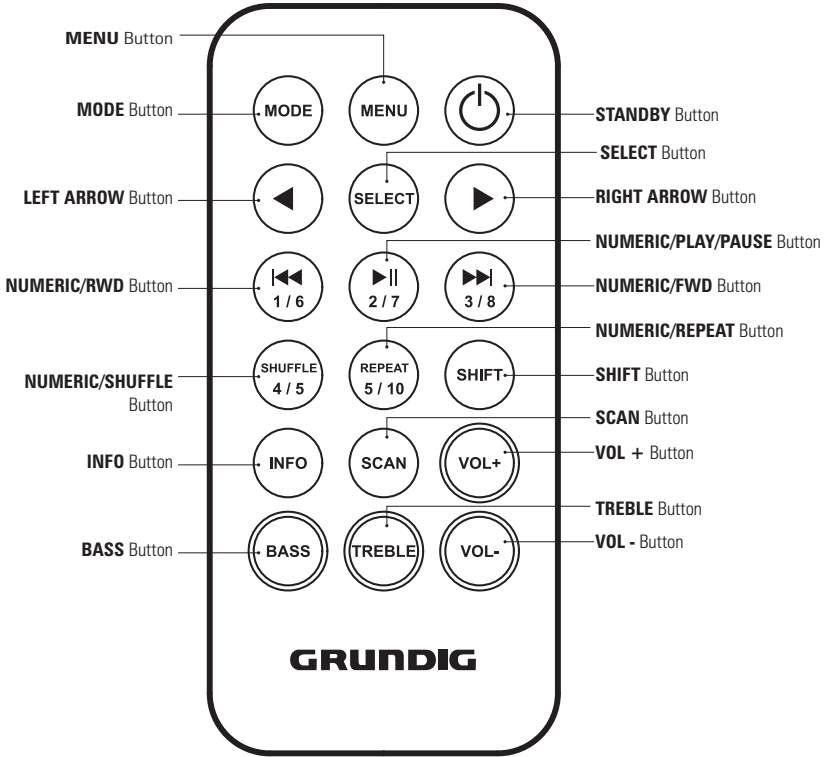 MENU Button
MODE Button
LEFT ARROW Button
NUMERIC/RWD Button
NUMERIC/SHUFFLE
Button
INFO Button
BASS Button
MODE
MENU
SELECT
1 / 6
2 / 7
3 / 8
SHUFFLE
4 / 5
REPEAT
5 / 10
SHIFT
INFO
SCAN
VOL+
BASS
TREBLE
VOL-
GRUNDIG
STANDBY Button
SELECT Button
RIGHT ARROW Button
NUMERIC/PLAY/PAUSE Button
NUMERIC/FWD Button
NUMERIC/REPEAT Button
SHIFT Button
SCAN Button
VOL + Button
TREBLE Button
VOL - Button